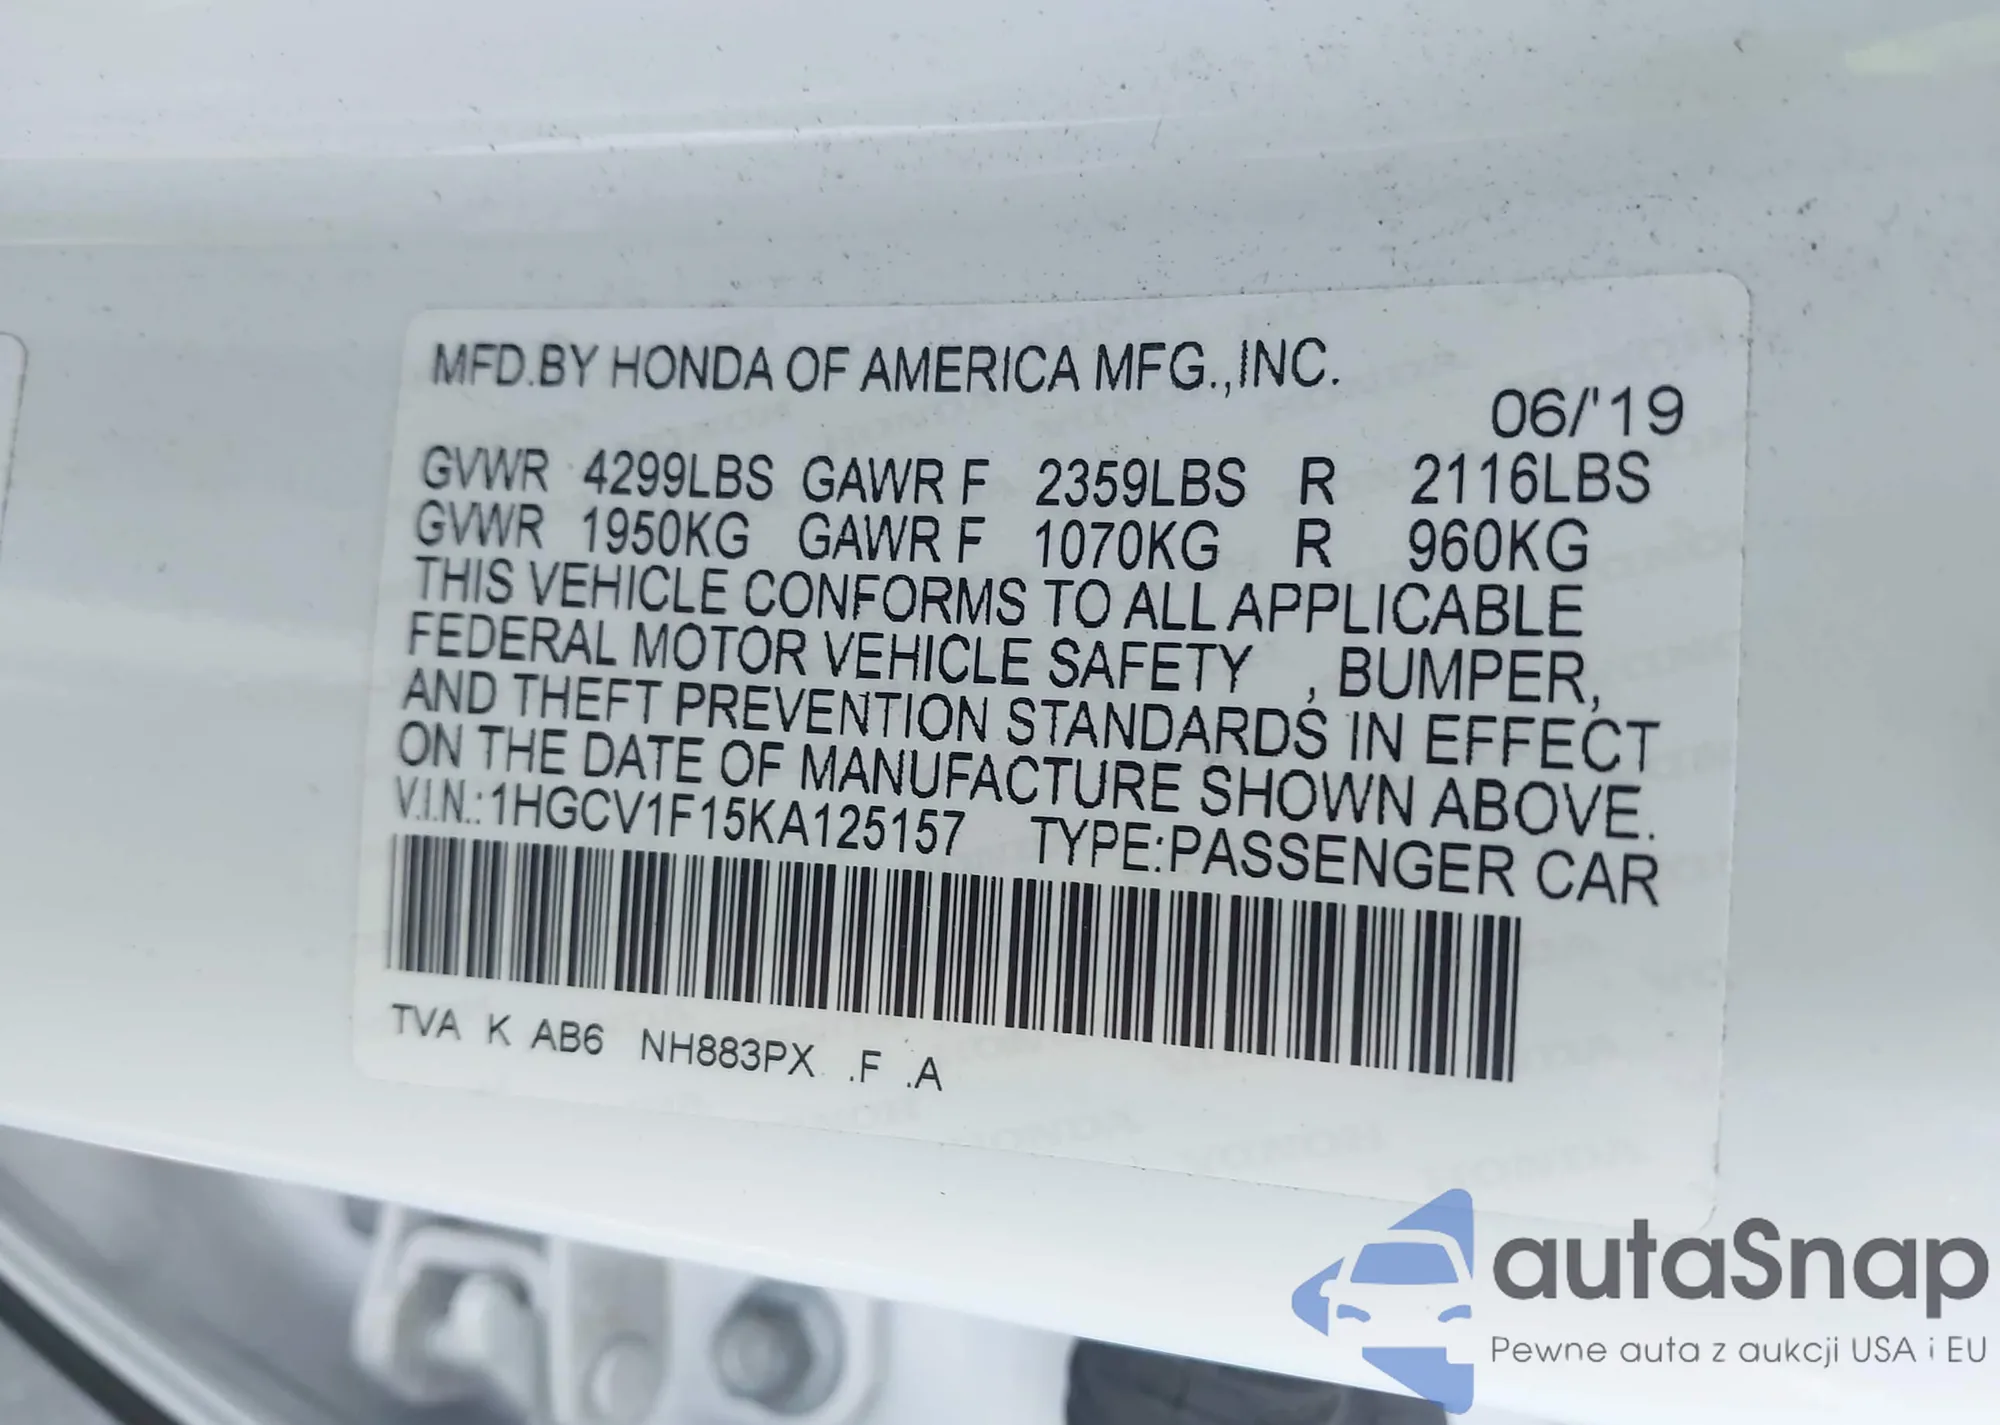 MFD.BY HONDA OF AMERICA MFG.,INC.
06/'19
GVWR 4299LBS GAWR F 2359LBS R 2116LBS
GVWR 1950KG GAWR F 1070KG R 960KG
THIS VEHICLE CONFORMS TO ALL APPLICABLE
FEDERAL MOTOR VEHICLE SAFETY , BUMPER,
AND THEFT PREVENTION STANDARDS IN EFFECT
ON THE DATE OF MANUFACTURE SHOWN ABOVE.
V.I.N.:1HGCV1F15KA125157 TYPE:PASSENGER CAR
TVA K AB6 NH883PX .F .A
autaSnap
Pewne auta z aukcji USA i EU